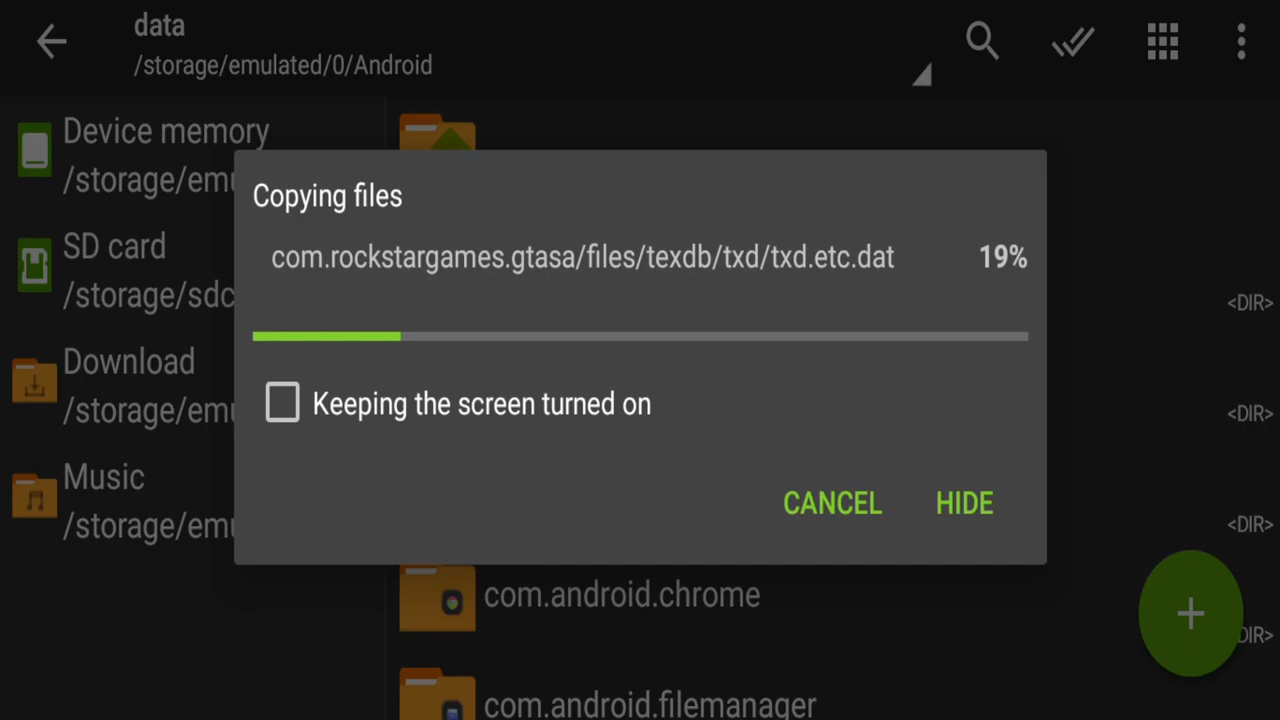 data
/storage/emulated/0/Android
Device memory
/storage/emu
SD card
/storage/sdc
Download
/storage/emu
Music
/storage/emu
Copying files
com.rockstargames.gtasa/files/texdb/txd/txd.etc.dat 19%
Keeping the screen turned on
CANCEL HIDE
<DIR>
<DIR>
<DIR>
com.android.chrome
DIR>
com.android.filemanager